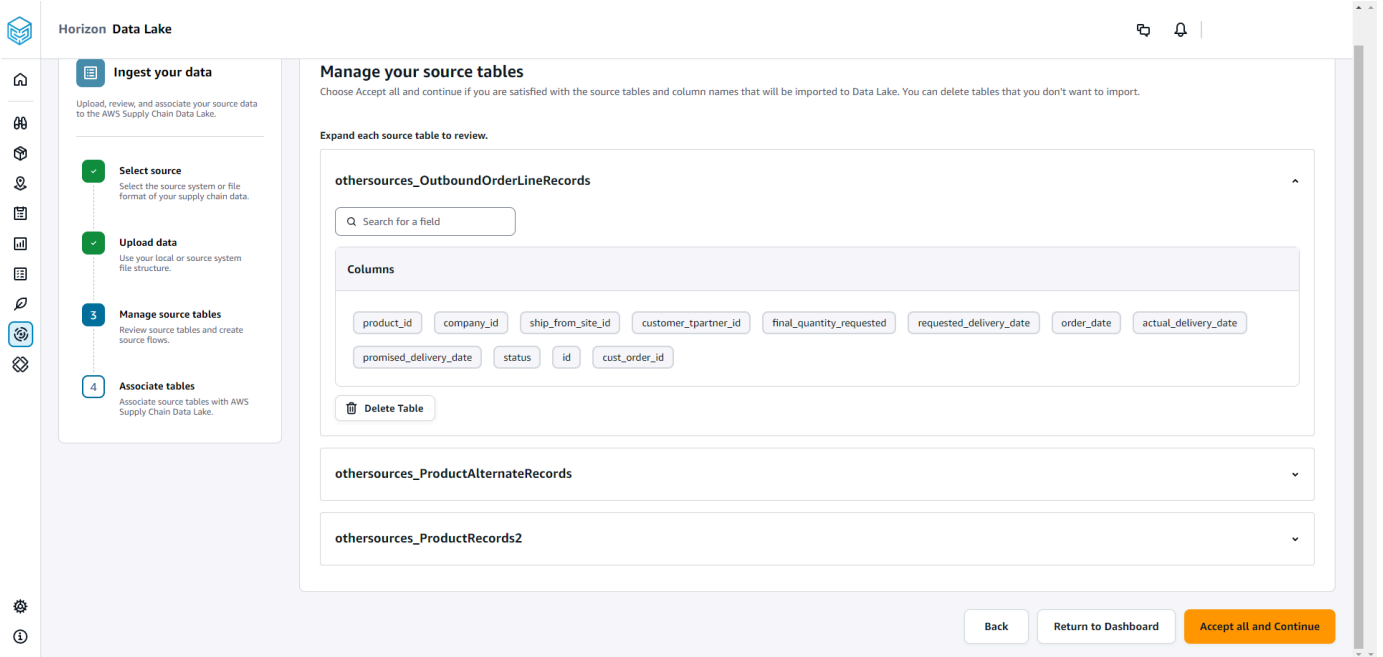 Horizon Data Lake
Ingest your data
Upload, review, and associate your source data
to the AWS Supply Chain Data Lake.
Select source
Select the source system or file
format of your supply chain data.
Upload data
Use your local or source system
file structure.
3
Manage source tables
Review source tables and create
source flows.
4
Associate tables
Associate source tables with AWS
Supply Chain Data Lake.
Manage your source tables
Choose Accept all and continue if you are satisfied with the source tables and column names that will be imported to Data Lake. You can delete tables that you don't want to import.
Expand each source table to review.
othersources_OutboundOrderLineRecords
Search for a field
Columns
product_id company_id ship_from_site_id customer_tpartner_id final_quantity_requested requested_delivery_date order_date actual_delivery_date
promised_delivery_date status id cust_order_id
Delete Table
othersources_ProductAlternateRecords
othersources_ProductRecords2
Back Return to Dashboard Accept all and Continue